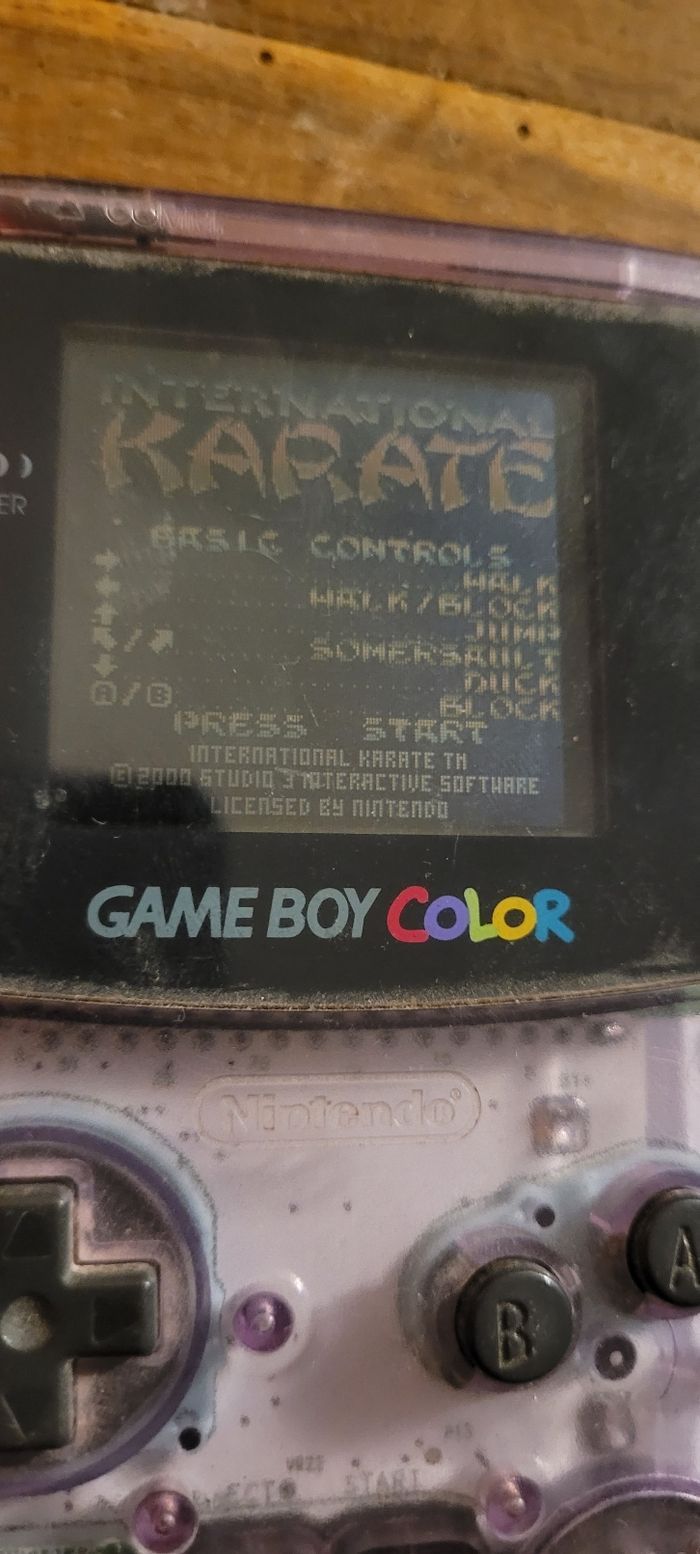 INTERNATIONAL
KARATE
BASIC CONTROLS
→ WALK
← WALK/BLOCK
↑ JUMP
↖/↗ SOMERSAULT
↓ DUCK
A/B BLOCK
PRESS START
INTERNATIONAL KARATE TM
©2000 STUDIO 3 INTERACTIVE SOFTWARE
LICENSED BY NINTENDO
GAME BOY COLOR
Nintendo®
B
A
START